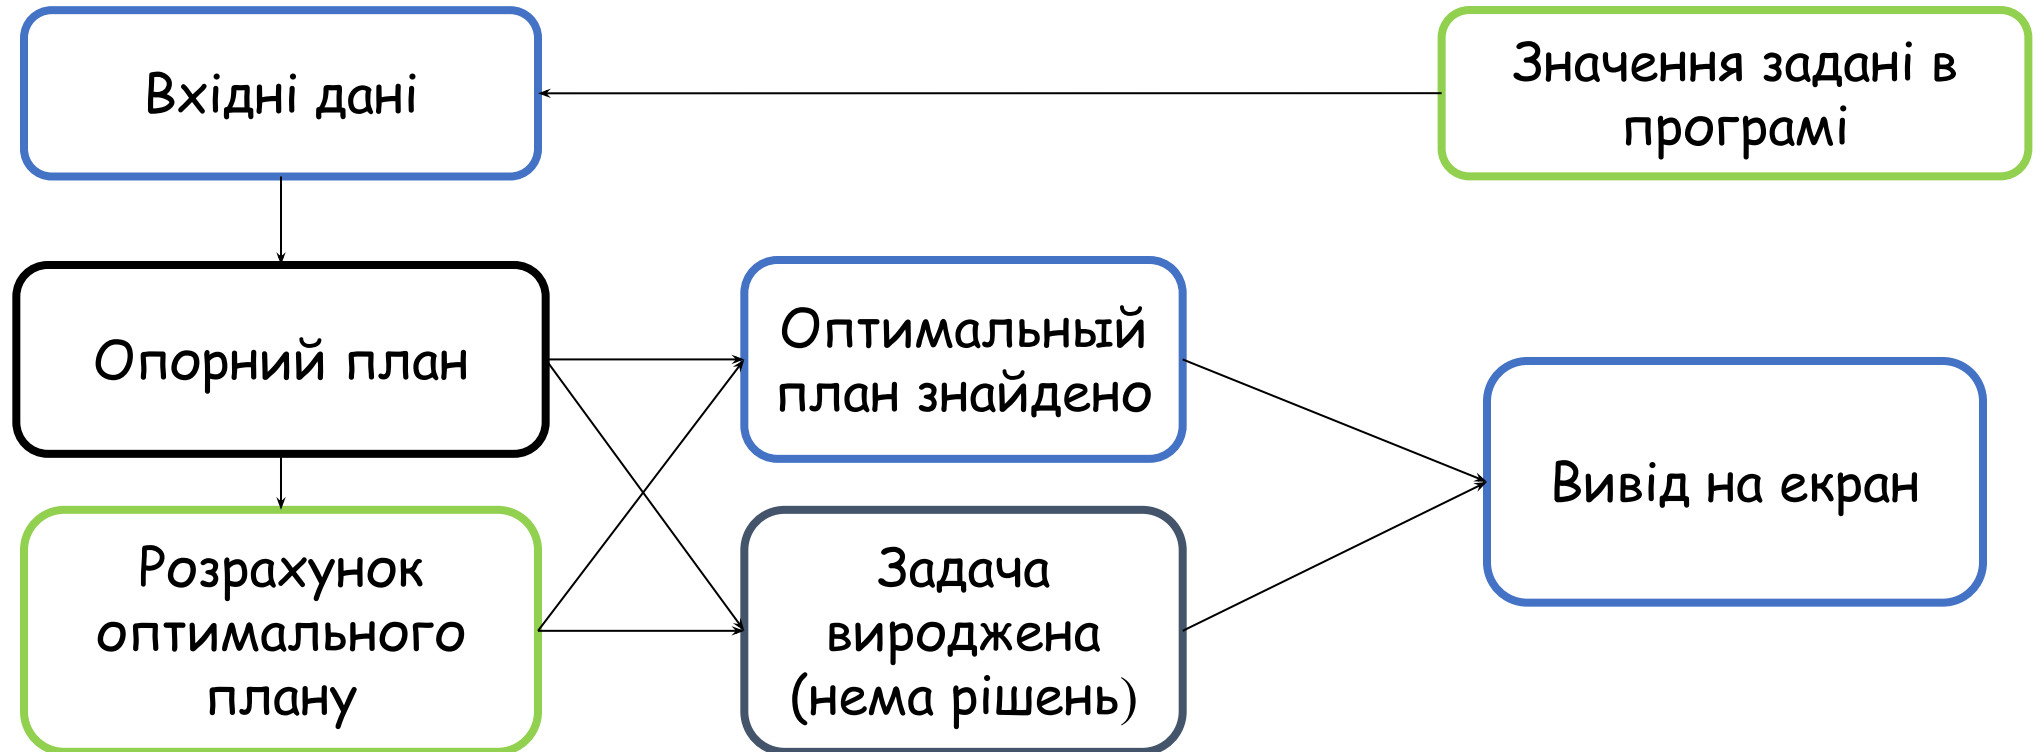 Вхідні дані
Значення задані в
програмі
Опорний план
Оптимальный
план знайдено
Вивід на екран
Розрахунок
оптимального
плану
Задача
вироджена
(нема рішень)